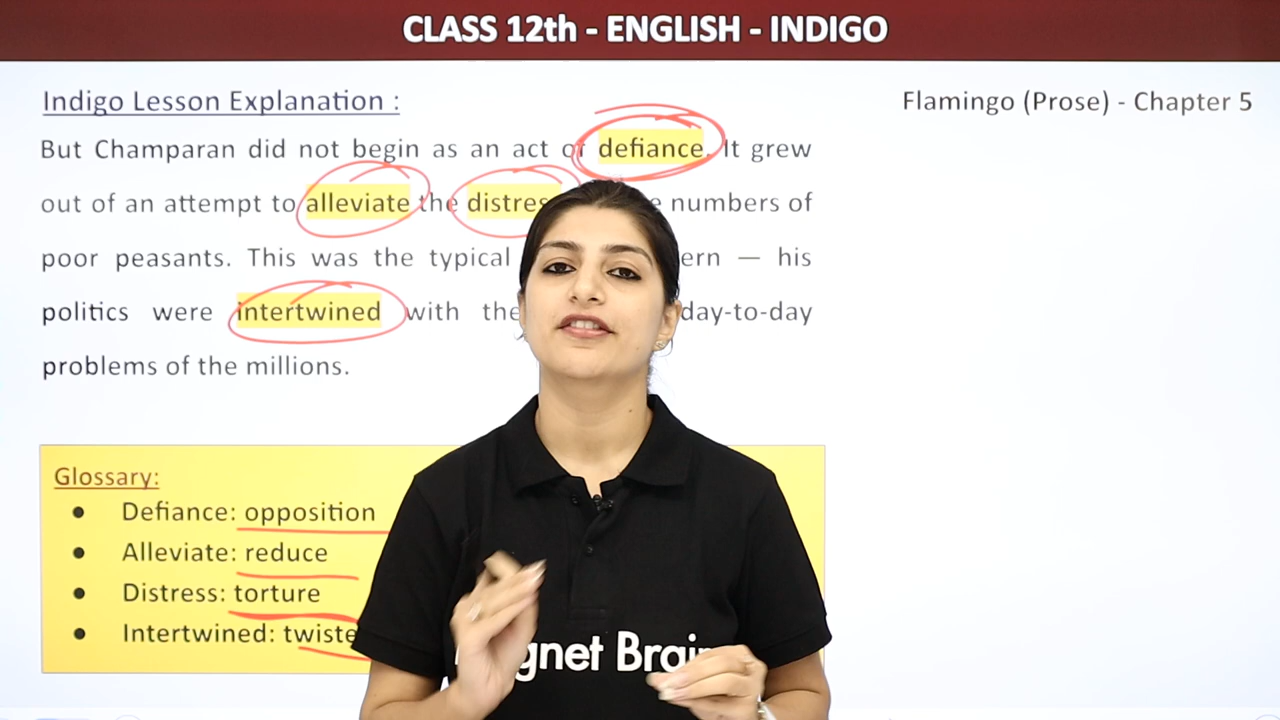 CLASS 12th - ENGLISH - INDIGO
Indigo Lesson Explanation :
Flamingo (Prose) - Chapter 5
But Champaran did not begin as an act of defiance. It grew
out of an attempt to alleviate the distres numbers of
poor peasants. This was the typical ern — his
politics were intertwined with the day-to-day
problems of the millions.
Glossary:
● Defiance: opposition
● Alleviate: reduce
● Distress: torture
● Intertwined: twiste
gnet Brai